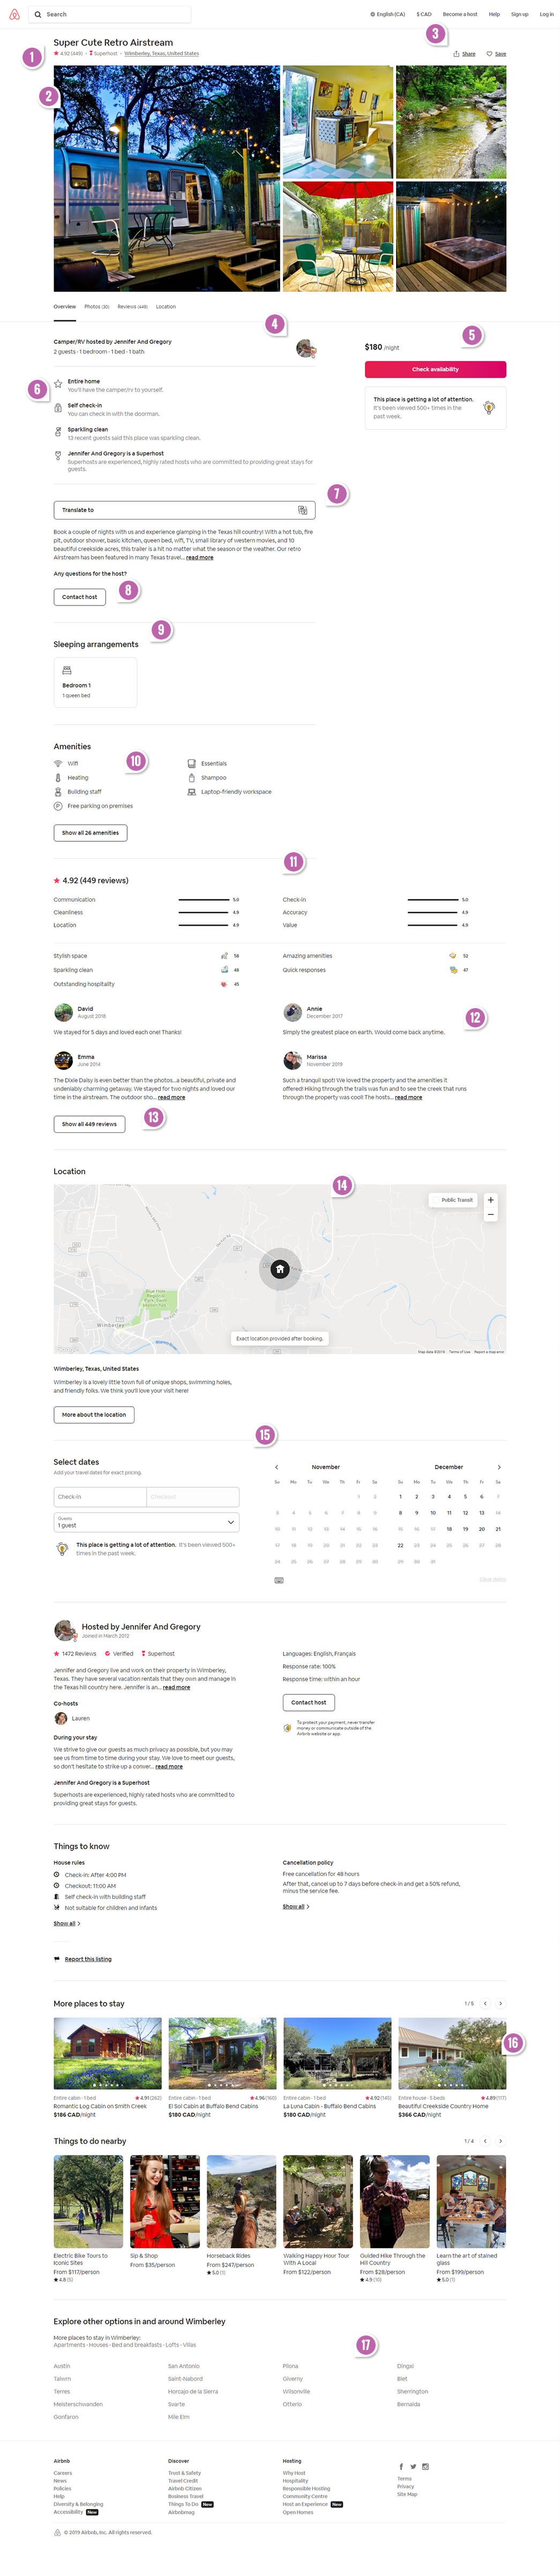 Search
English (CA)
$ CAD
Become a host
Help
Sign up
Log in
Super Cute Retro Airstream
4.92 (449) · Superhost · Wimberley, Texas, United States
Share
Save
1
2
3
Overview
Photos (35)
Reviews (449)
Location
4
5
Camper/RV hosted by Jennifer And Gregory
2 guests · 1 bedroom · 1 bed · 1 bath
$180 /night
Check availability
This place is getting a lot of attention.
It's been viewed 500+ times in the
past week.
6
Entire home
You'll have the camper/rv to yourself.
Self check-in
You can check in with the doorman.
Sparkling clean
13 recent guests said this place was sparkling clean.
Jennifer And Gregory is a Superhost
Superhosts are experienced, highly rated hosts who are committed to providing great stays for
guests.
7
Translate to
Book a couple of nights with us and experience glamping in the Texas hill country! With a hot tub, fire
pit, outdoor shower, basic kitchen, queen bed, wifi, TV, small library of western movies, and 10
beautiful creekside acres, this trailer is a hit no matter what the season or the weather. Our retro
Airstream has been featured in many Texas travel... read more
Any questions for the host?
8
Contact host
9
Sleeping arrangements
Bedroom 1
1 queen bed
Amenities
10
Wifi
Essentials
Heating
Shampoo
Building staff
Laptop-friendly workspace
Free parking on premises
Show all 26 amenities
11
4.92 (449 reviews)
Communication
5.0
Check-in
5.0
Cleanliness
4.9
Accuracy
4.9
Location
4.9
Value
4.9
Stylish space
58
Amazing amenities
52
Sparkling clean
46
Quick responses
47
Outstanding hospitality
45
David
August 2018
Annie
December 2017
12
We stayed for 5 days and loved each one! Thanks!
Simply the greatest place on earth. Would come back anytime.
Emma
June 2014
Marissa
November 2019
The Dixie Daisy is even better than the photos...a beautiful, private and
undeniably charming getaway. We stayed for two nights and loved our
time in the airstream. The outdoor sho... read more
Such a tranquil spot! We loved the property and the amenities it
offered! Hiking through the trails was fun and to see the creek that runs
through the property was cool! The hosts... read more
13
Show all 449 reviews
Location
14
Public Transit
+
−
Wimberley
Exact location provided after booking.
Map data ©2019
Terms of Use
Report a map error
Wimberley, Texas, United States
Wimberley is a lovely little town full of unique shops, swimming holes,
and friendly folks. We think you'll love your visit here!
More about the location
15
Select dates
Add your travel dates for exact pricing.
Check-in
Checkout
Guests
1 guest
This place is getting a lot of attention. It's been viewed 500+
times in the past week.
November
December
Su Mo Tu We Th Fr Sa
Su Mo Tu We Th Fr Sa
1 2
1 2 3 4 5 6 7
3 4 5 6 7 8 9
8 9 10 11 12 13 14
10 11 12 13 14 15 16
15 16 17 18 19 20 21
17 18 19 20 21 22 23
22 23 24 25 26 27 28
24 25 26 27 28 29 30
29 30 31
Clear dates
Hosted by Jennifer And Gregory
Joined in March 2012
1472 Reviews
Verified
Superhost
Jennifer and Gregory live and work on their property in Wimberley,
Texas. They have several vacation rentals that they own and manage in
the Texas hill country here. Jennifer is an... read more
Languages: English, Français
Response rate: 100%
Response time: within an hour
Contact host
To protect your payment, never transfer
money or communicate outside of the
Airbnb website or app.
Co-hosts
Lauren
During your stay
We strive to give our guests as much privacy as possible, but you may
see us from time to time during your stay. We love to meet our guests,
so don't hesitate to strike up a conver... read more
Jennifer And Gregory is a Superhost
Superhosts are experienced, highly rated hosts who are committed to
providing great stays for guests.
Things to know
House rules
Check-in: After 4:00 PM
Checkout: 11:00 AM
Self check-in with building staff
Not suitable for children and infants
Show all
Cancellation policy
Free cancellation for 48 hours
After that, cancel up to 7 days before check-in and get a 50% refund,
minus the service fee.
Show all
Report this listing
More places to stay
1 / 5
16
Entire cabin · 1 bed
4.91 (262)
Romantic Log Cabin on Smith Creek
$186 CAD/night
Entire cabin · 1 bed
4.96 (160)
El Sol Cabin at Buffalo Bend Cabins
$180 CAD/night
Entire cabin · 1 bed
4.92 (145)
La Luna Cabin - Buffalo Bend Cabins
$180 CAD/night
Entire house · 5 beds
4.89 (117)
Beautiful Creekside Country Home
$366 CAD/night
Things to do nearby
1 / 4
Electric Bike Tours to
Iconic Sites
From $117/person
4.8 (5)
Sip & Shop
From $35/person
Horseback Rides
From $247/person
5.0 (1)
Walking Happy Hour Tour
With A Local
From $122/person
Guided Hike Through the
Hill Country
From $28/person
4.9 (10)
Learn the art of stained
glass
From $199/person
5.0 (1)
Explore other options in and around Wimberley
17
More places to stay in Wimberley:
Apartments · Houses · Bed and breakfasts · Lofts · Villas
Austin
San Antonio
Pliona
Dingxi
Taiwrn
Saint-Nabord
Giverny
Blet
Terres
Horcajo de la Sierra
Wilsonville
Sherrington
Meisterschwanden
Svarte
Otterlo
Bernalda
Gonfaron
Mile Elm
Airbnb
Careers
News
Policies
Help
Diversity & Belonging
Accessibility New
Discover
Trust & Safety
Travel Credit
Airbnb Citizen
Business Travel
Things To Do New
Airbnbmag
Hosting
Why Host
Hospitality
Responsible Hosting
Community Centre
Host an Experience New
Open Homes
Terms
Privacy
Site Map
© 2019 Airbnb, Inc. All rights reserved.